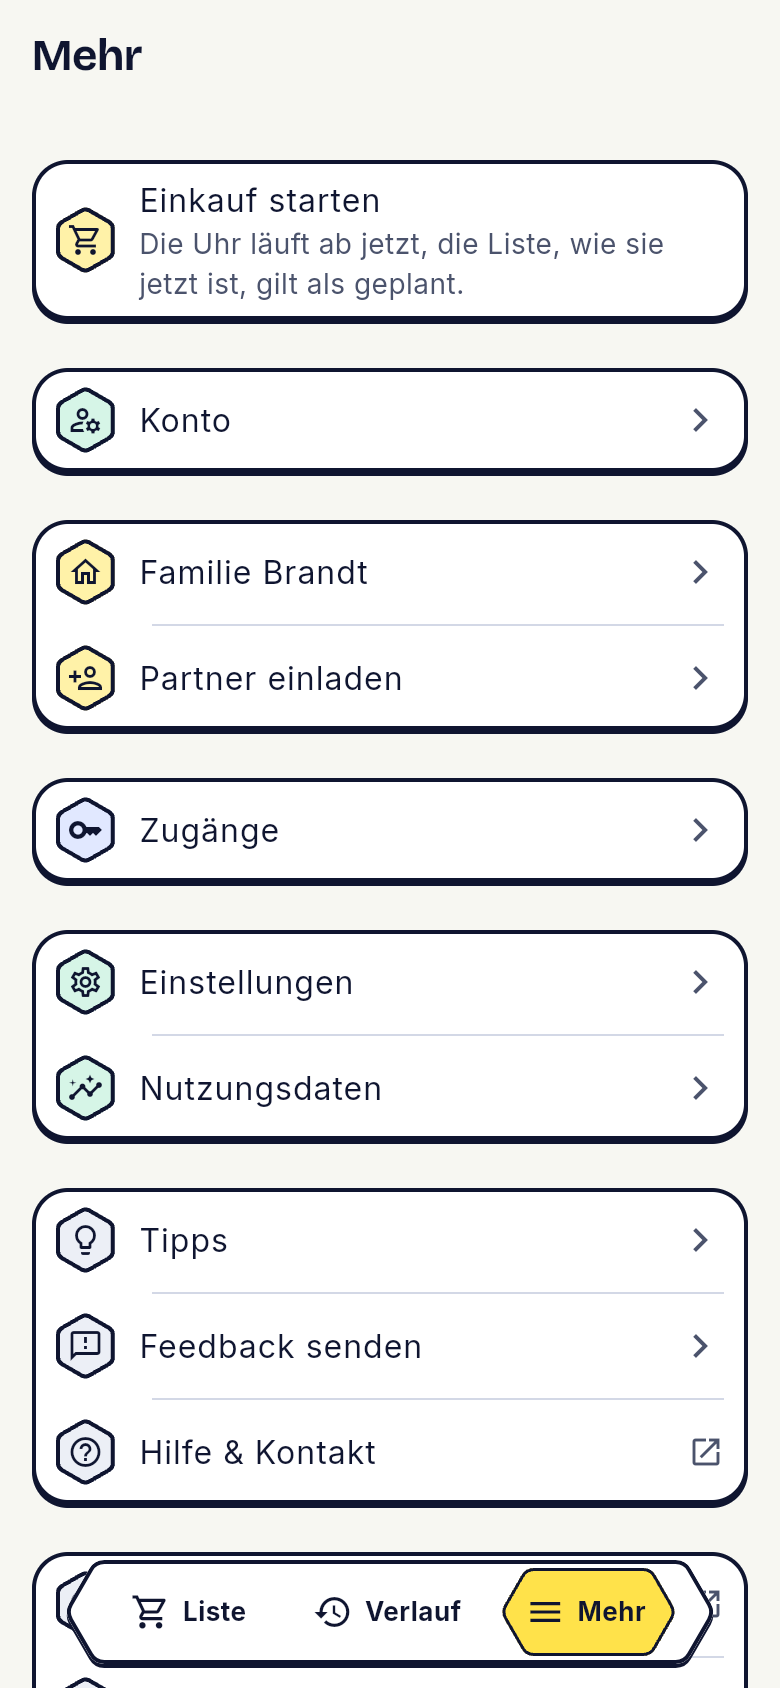 Mehr
Einkauf starten
Die Uhr läuft ab jetzt, die Liste, wie sie
jetzt ist, gilt als geplant.
Konto
Familie Brandt
Partner einladen
Zugänge
Einstellungen
Nutzungsdaten
Tipps
Feedback senden
Hilfe & Kontakt
Liste
Verlauf
Mehr